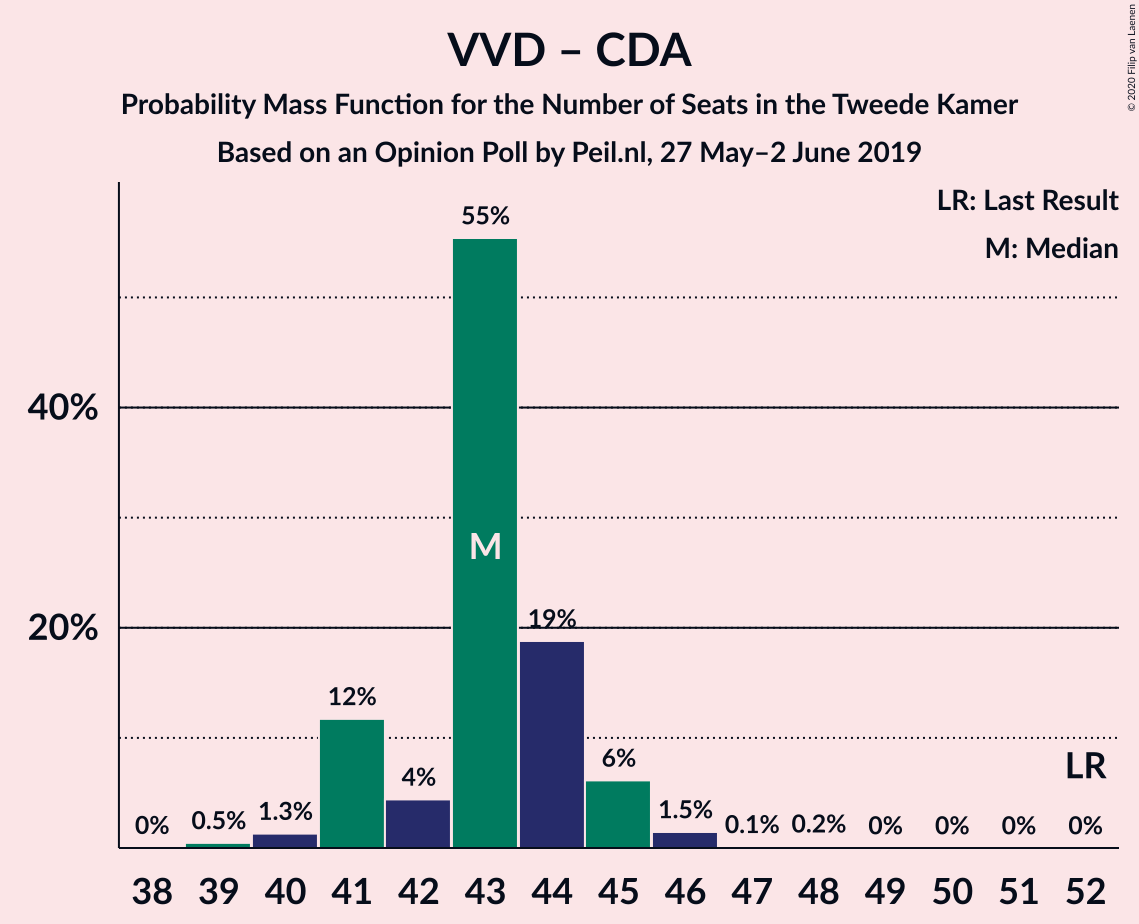 VVD – CDA
Probability Mass Function for the Number of Seats in the Tweede Kamer
Based on an Opinion Poll by Peil.nl, 27 May–2 June 2019
© 2020 Filip van Laenen
LR: Last Result
M: Median
55%
40%
M
20%
19%
12%
6%
LR
4%
0%
0.5%
1.3%
1.5%
0.1%
0.2%
0%
0%
0%
0%
38 39 40 41 42 43 44 45 46 47 48 49 50 51 52